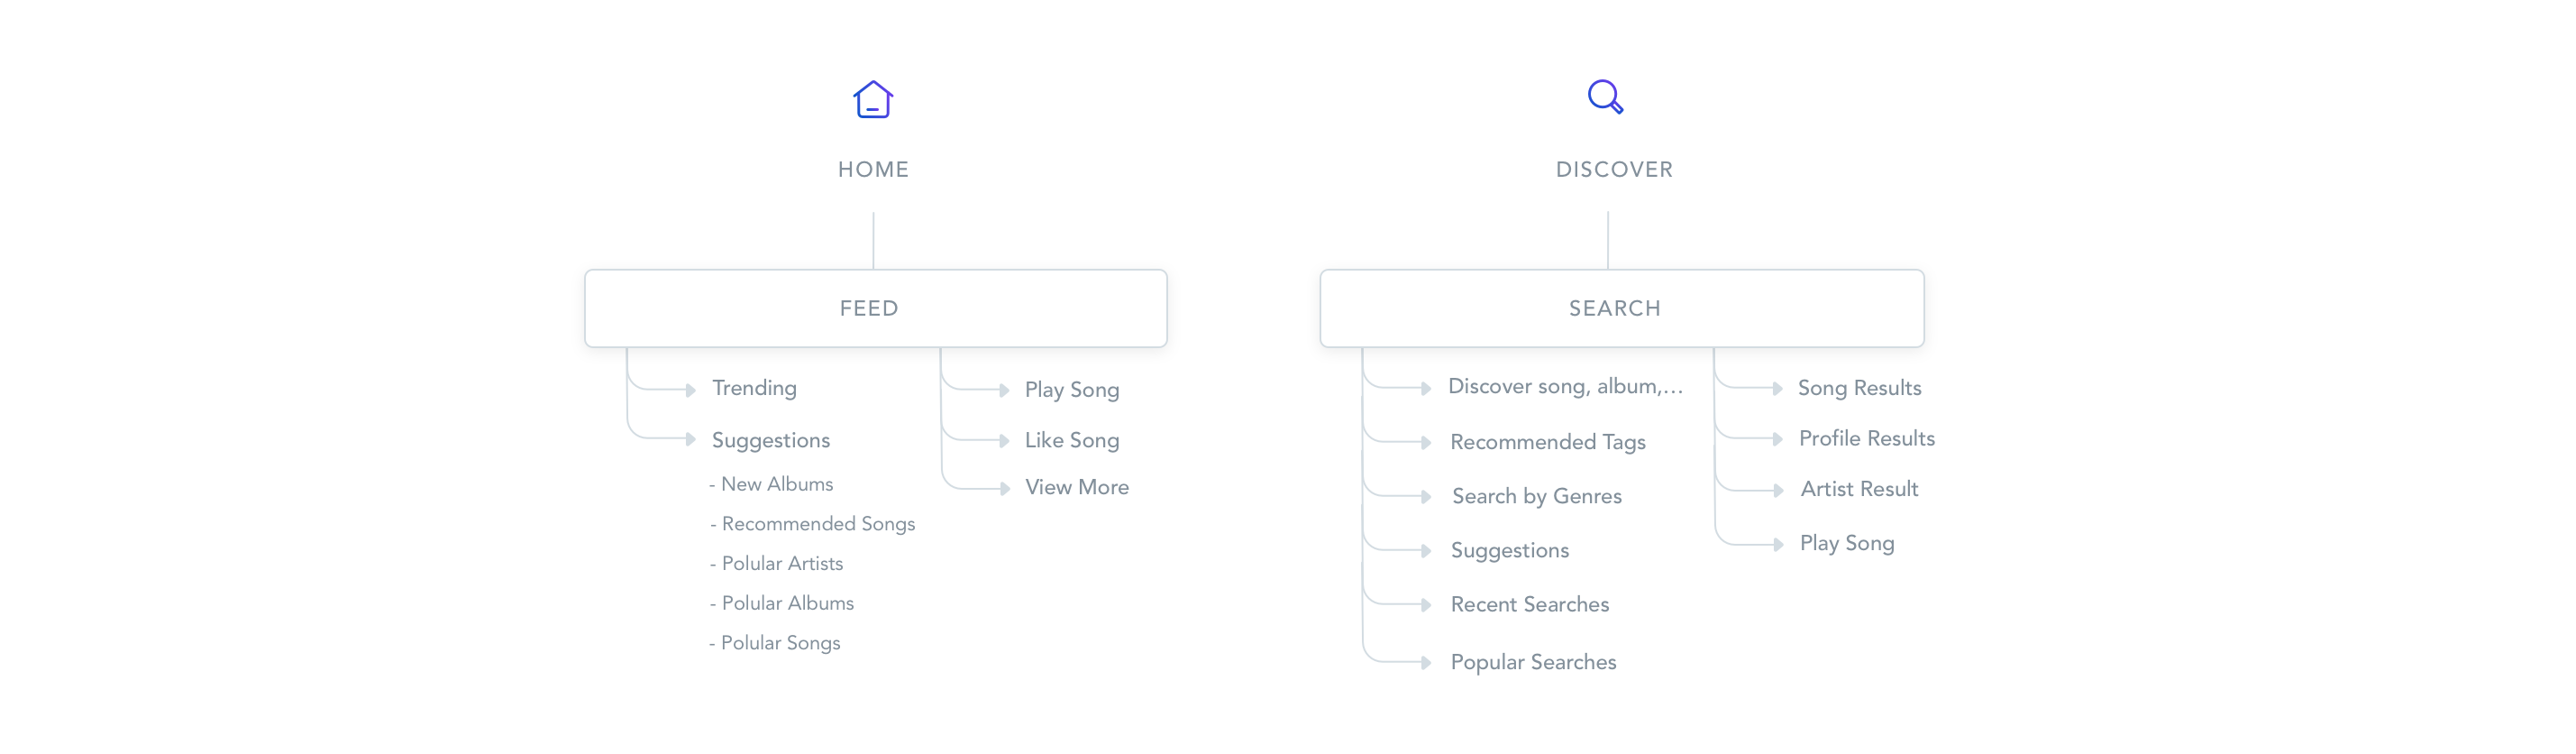 HOME
FEED
Trending
Suggestions
- New Albums
- Recommended Songs
- Polular Artists
- Polular Albums
- Polular Songs
Play Song
Like Song
View More
DISCOVER
SEARCH
Discover song, album,...
Recommended Tags
Search by Genres
Suggestions
Recent Searches
Popular Searches
Song Results
Profile Results
Artist Result
Play Song